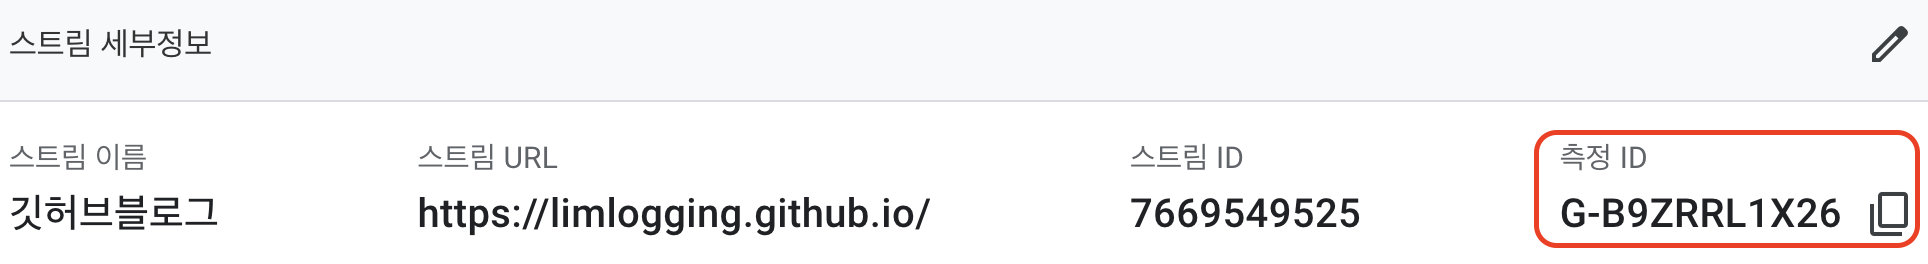 스트림 세부정보
스트림 이름
깃허브블로그
스트림 URL
https://limlogging.github.io/
스트림 ID
7669549525
측정 ID
G-B9ZRRL1X26